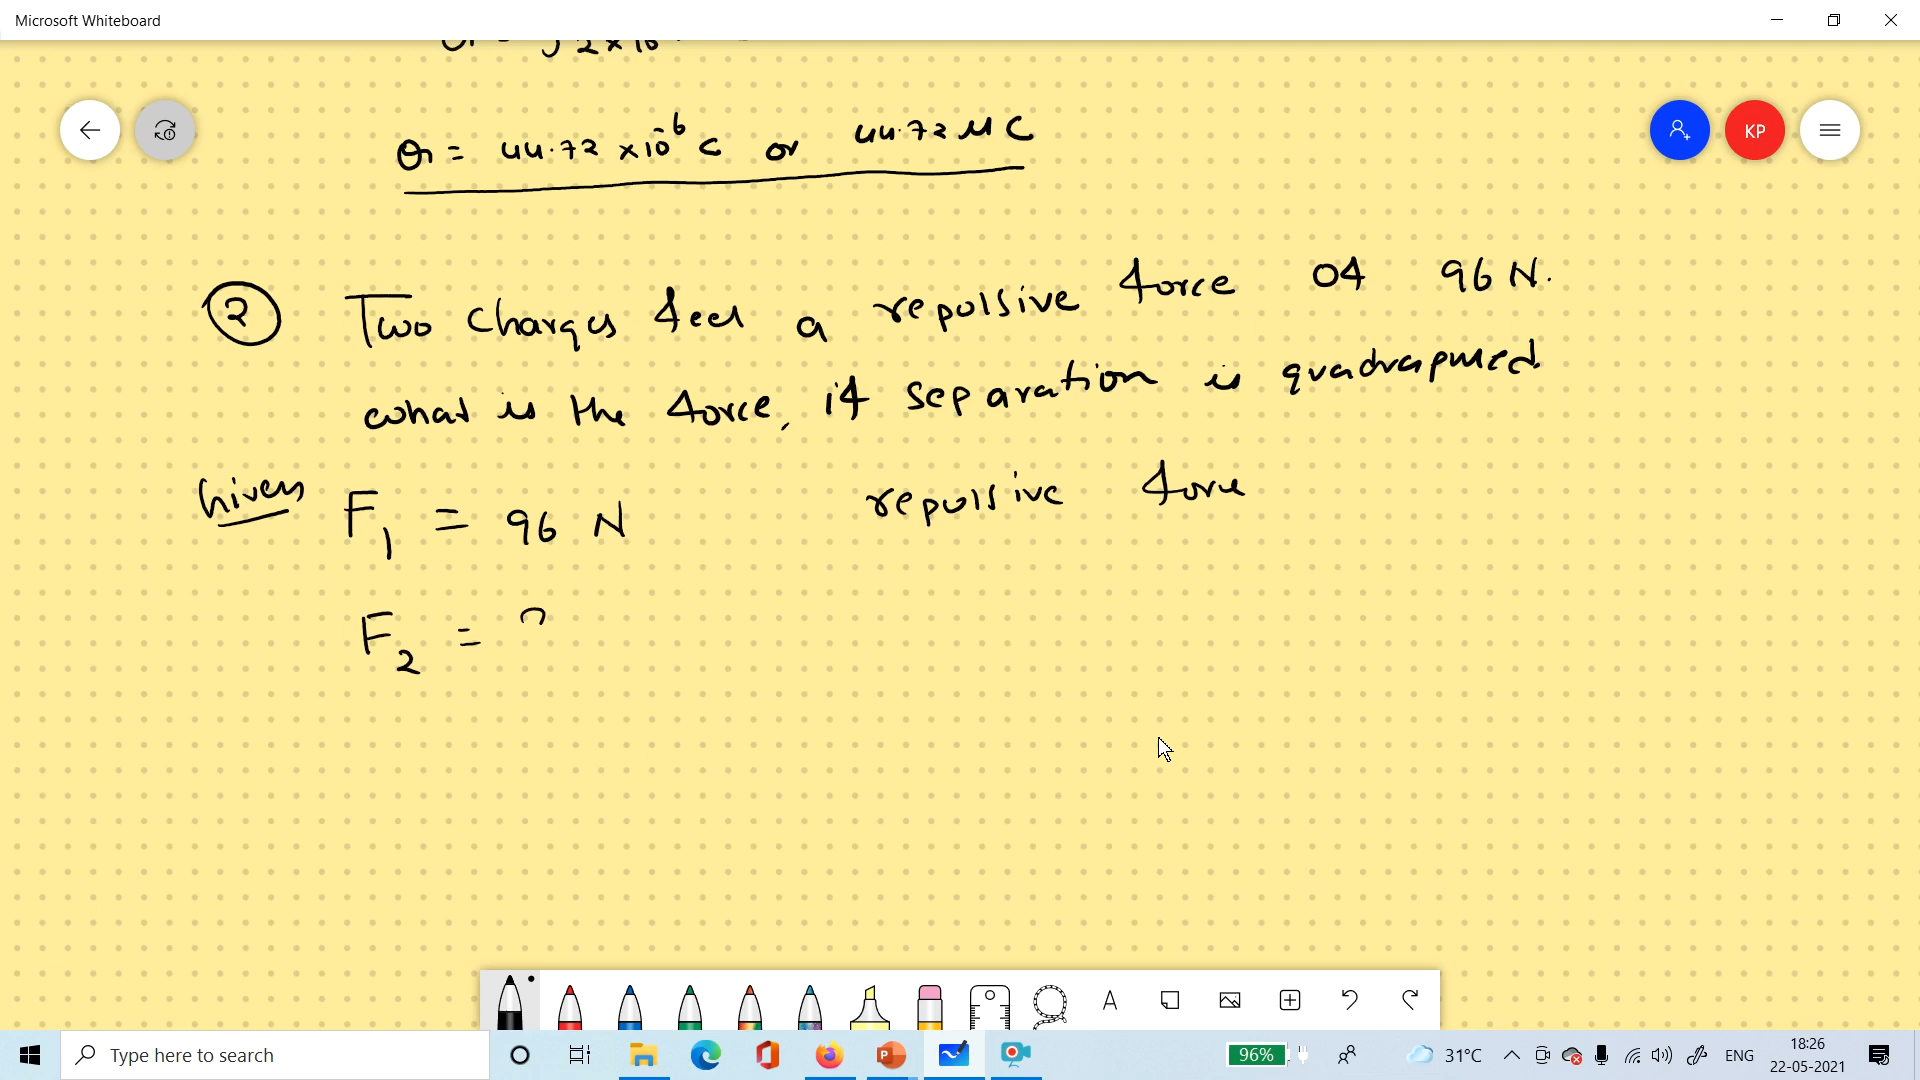 Microsoft Whiteboard
KP
Q = 44.72 × 10⁻⁶ C or 44.72 μ C
2 Two charges feel a repulsive force of 96 N.
what is the force, if separation is quadrapuled.
Given F₁ = 96 N repulsive force
F₂ = ?
A
Type here to search
96%
31°C
ENG
18:26
22-05-2021